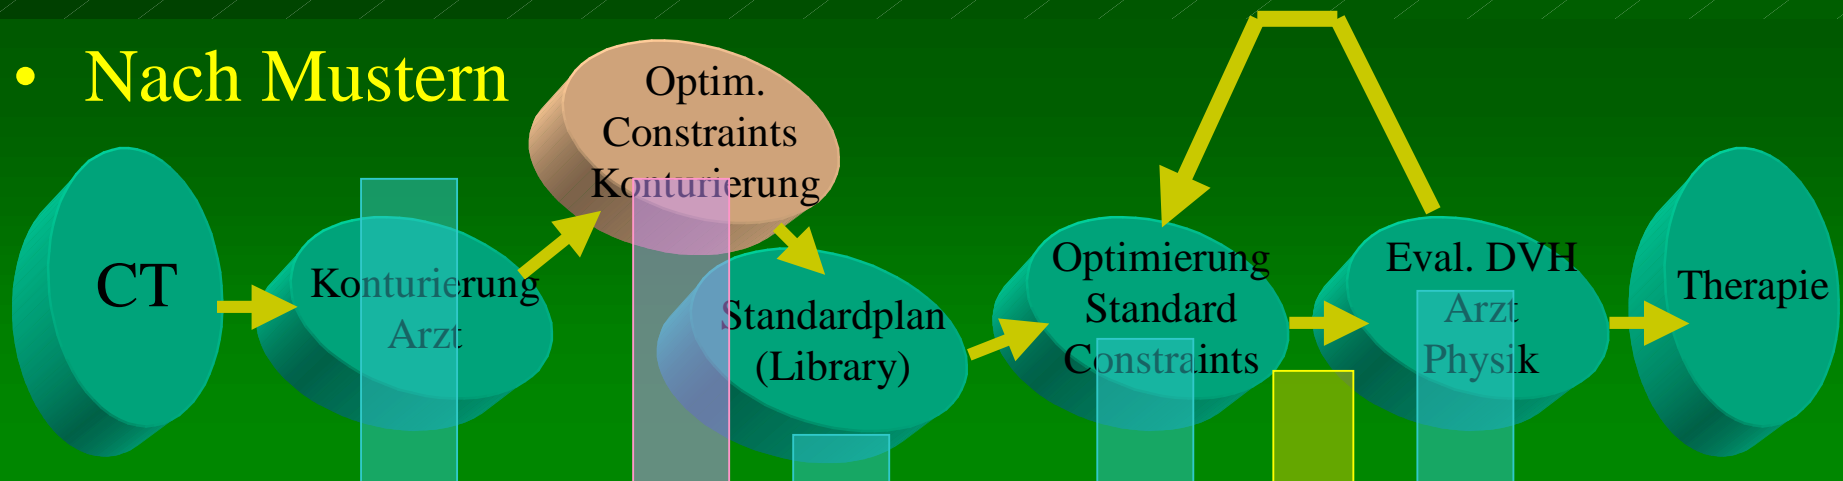 • Nach Mustern
CT
Konturierung
Arzt
Optim.
Constraints
Konturierung
Standardplan
(Library)
Optimierung
Standard
Constraints
Eval. DVH
Arzt
Physik
Therapie